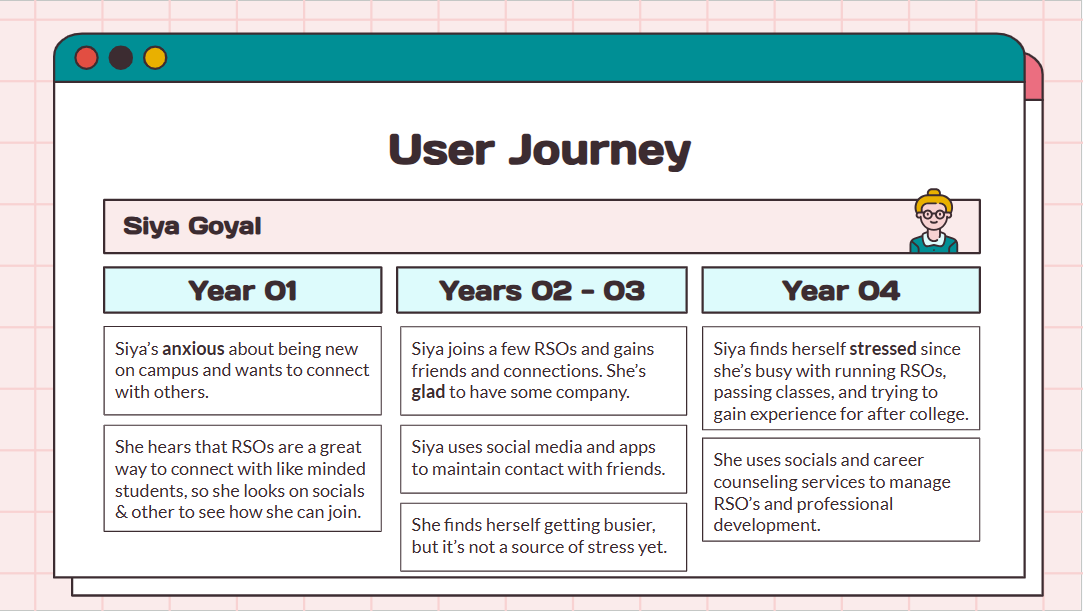 User Journey
Siya Goyal
Year 01
Siya's anxious about being new
on campus and wants to connect
with others.
She hears that RSOs are a great
way to connect with like minded
students, so she looks on socials
& other to see how she can join.
Years 02 - 03
Siya joins a few RSOs and gains
friends and connections. She's
glad to have some company.
Siya uses social media and apps
to maintain contact with friends.
She finds herself getting busier,
but it's not a source of stress yet.
Year 04
Siya finds herself stressed since
she's busy with running RSOs,
passing classes, and trying to
gain experience for after college.
She uses socials and career
counseling services to manage
RSO's and professional
development.